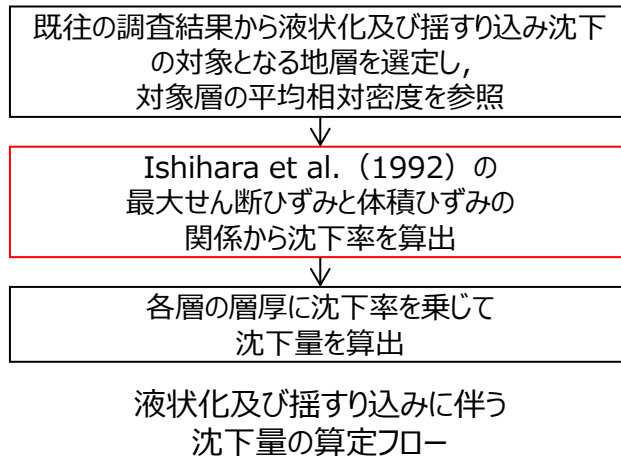 既往の調査結果から液状化及び揺すり込み沈下
の対象となる地層を選定し,
対象層の平均相対密度を参照
Ishihara et al.（1992）の
最大せん断ひずみと体積ひずみの
関係から沈下率を算出
各層の層厚に沈下率を乗じて
沈下量を算出
液状化及び揺すり込みに伴う
沈下量の算定フロー